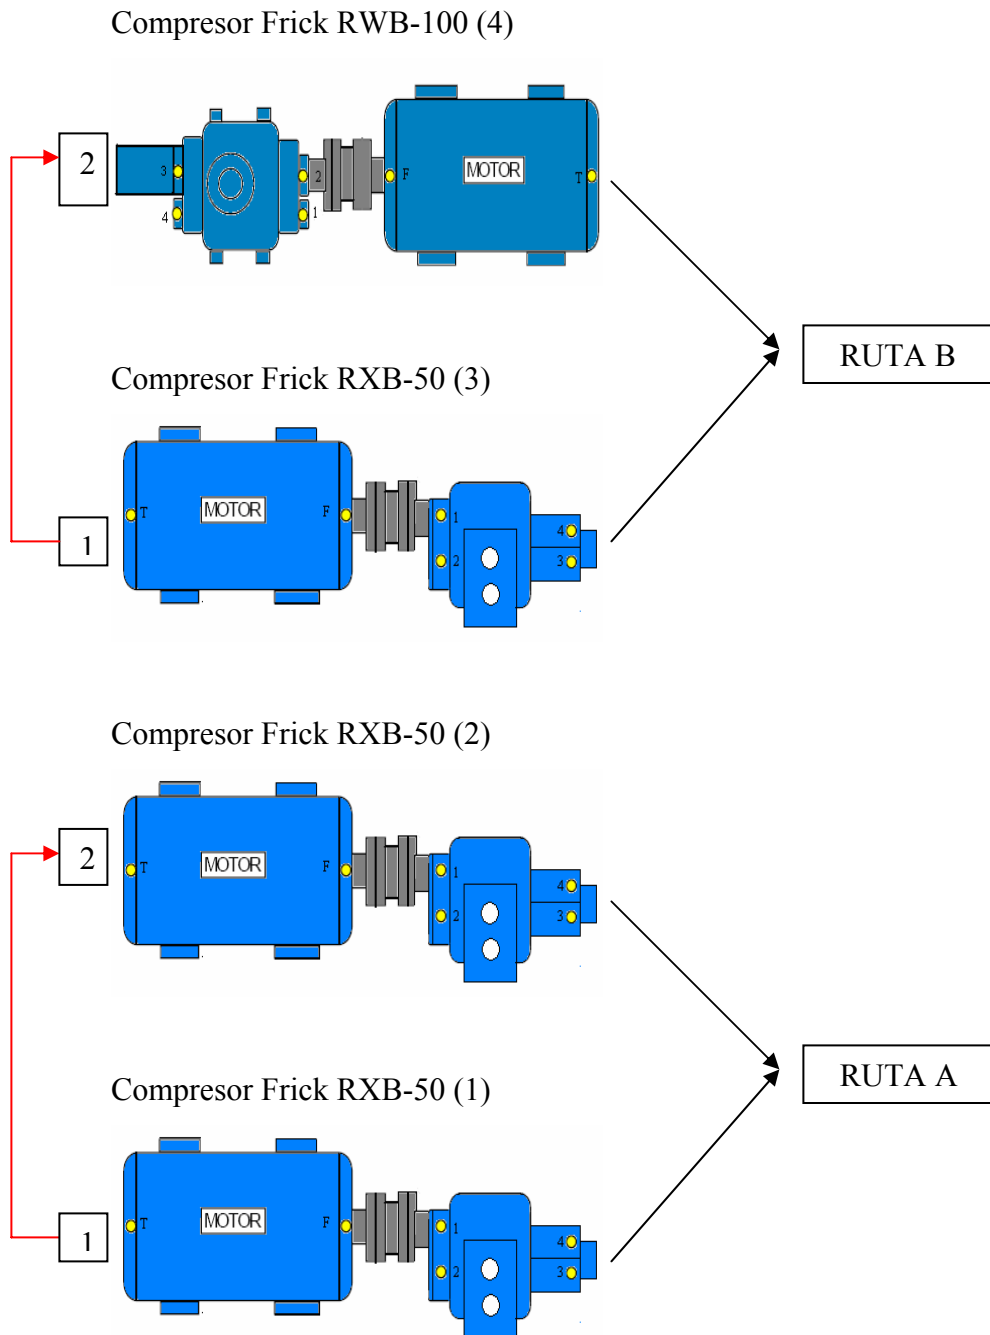 Compresor Frick RWB-100 (4)
2
3
4
2
1
F
MOTOR
T
RUTA B
Compresor Frick RXB-50 (3)
1
T
MOTOR
F
1
2
4
3
Compresor Frick RXB-50 (2)
2
T
MOTOR
F
1
2
4
3
RUTA A
Compresor Frick RXB-50 (1)
1
T
MOTOR
F
1
2
4
3